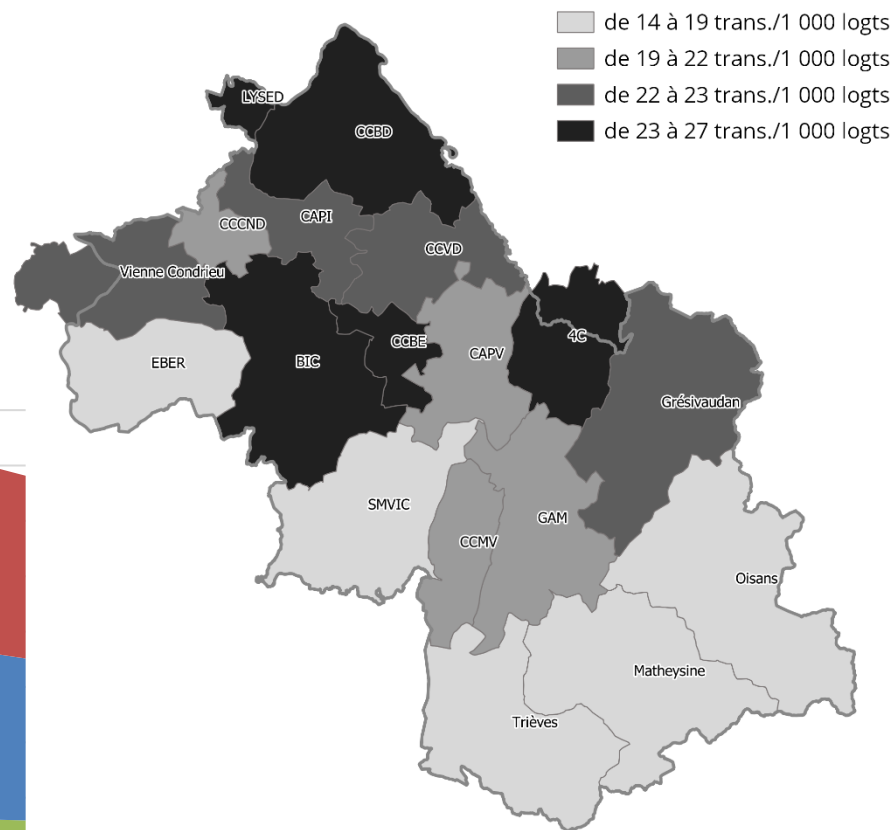 de 14 à 19 trans./1 000 logts
de 19 à 22 trans./1 000 logts
de 22 à 23 trans./1 000 logts
de 23 à 27 trans./1 000 logts
LYSED
CCBD
CCCND
CAPI
CCVD
Vienne Condrieu
EBER
BIC
CCBE
CAPV
4C
Grésivaudan
SMVIC
CCMV
GAM
Oisans
Matheysine
Trièves